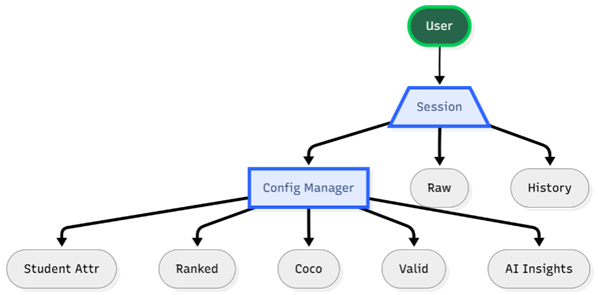 User
Session
Config Manager
Raw
History
Student Attr
Ranked
Coco
Valid
AI Insights